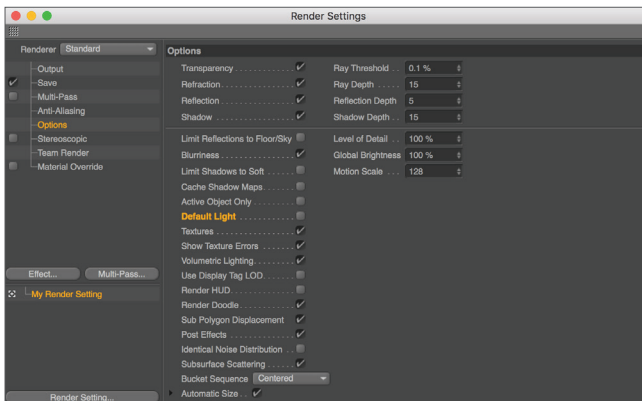 Render Settings
Renderer Standard
Output
Save
Multi-Pass
Anti-Aliasing
Options
Stereoscopic
Team Render
Material Override
Effect... Multi-Pass...
My Render Setting
Render Setting...
Options
Transparency . . . . . . . . . . . . Ray Threshold . . 0.1 %
Refraction . . . . . . . . . . . . . . Ray Depth . . . . 15
Reflection . . . . . . . . . . . . . . Reflection Depth 5
Shadow . . . . . . . . . . . . . . . . Shadow Depth . . 15
Limit Reflections to Floor/Sky Level of Detail . . 100 %
Blurriness . . . . . . . . . . . . . . Global Brightness 100 %
Limit Shadows to Soft . . . . . Motion Scale . . . 128
Cache Shadow Maps . . . . . .
Active Object Only . . . . . . . .
Default Light . . . . . . . . . . .
Textures . . . . . . . . . . . . . . .
Show Texture Errors . . . . . . .
Volumetric Lighting . . . . . . . .
Use Display Tag LOD . . . . . .
Render HUD . . . . . . . . . . . .
Render Doodle . . . . . . . . . . .
Sub Polygon Displacement
Post Effects . . . . . . . . . . . . .
Identical Noise Distribution . .
Subsurface Scattering . . . . . .
Bucket Sequence Centered
Automatic Size . .